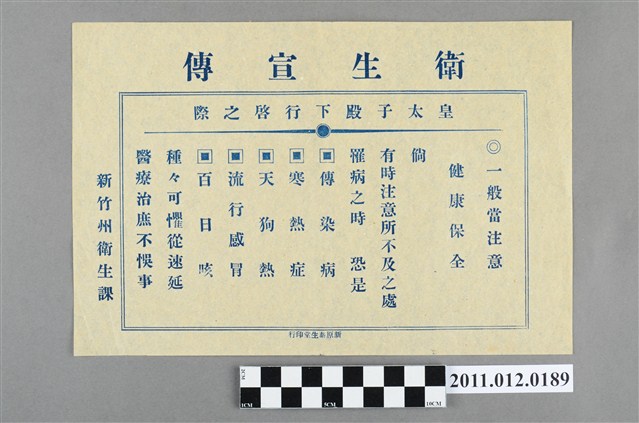 衛生宣傳
皇太子殿下行啓之際
◎一般當注意
健康保全
倘
有時注意所不及之處
罹病之時 恐是
▣傳染病
▣寒熱症
▣天狗熱
▣流行感冒
▣百日咳
種々可懼從速延
醫療治庶不悞事
新竹州衛生課
1CM
5CM
10CM
2011.012.0189